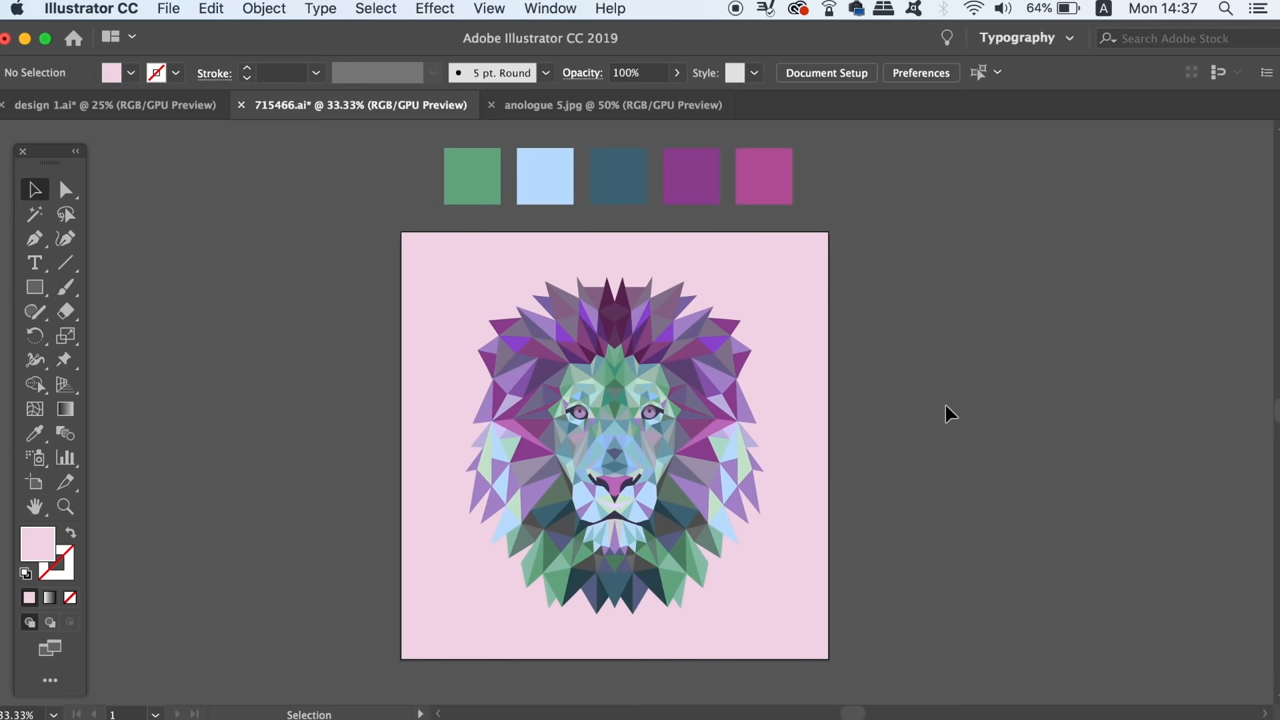 Illustrator CC File Edit Object Type Select Effect View Window Help 64% A Mon 14:37
Adobe Illustrator CC 2019 Typography Search Adobe Stock
No Selection Stroke: 5 pt. Round Opacity: 100% Style: Document Setup Preferences
design 1.ai* @ 25% (RGB/GPU Preview) 715466.ai* @ 33.33% (RGB/GPU Preview) anologue 5.jpg @ 50% (RGB/GPU Preview)
33.33% 1 Selection